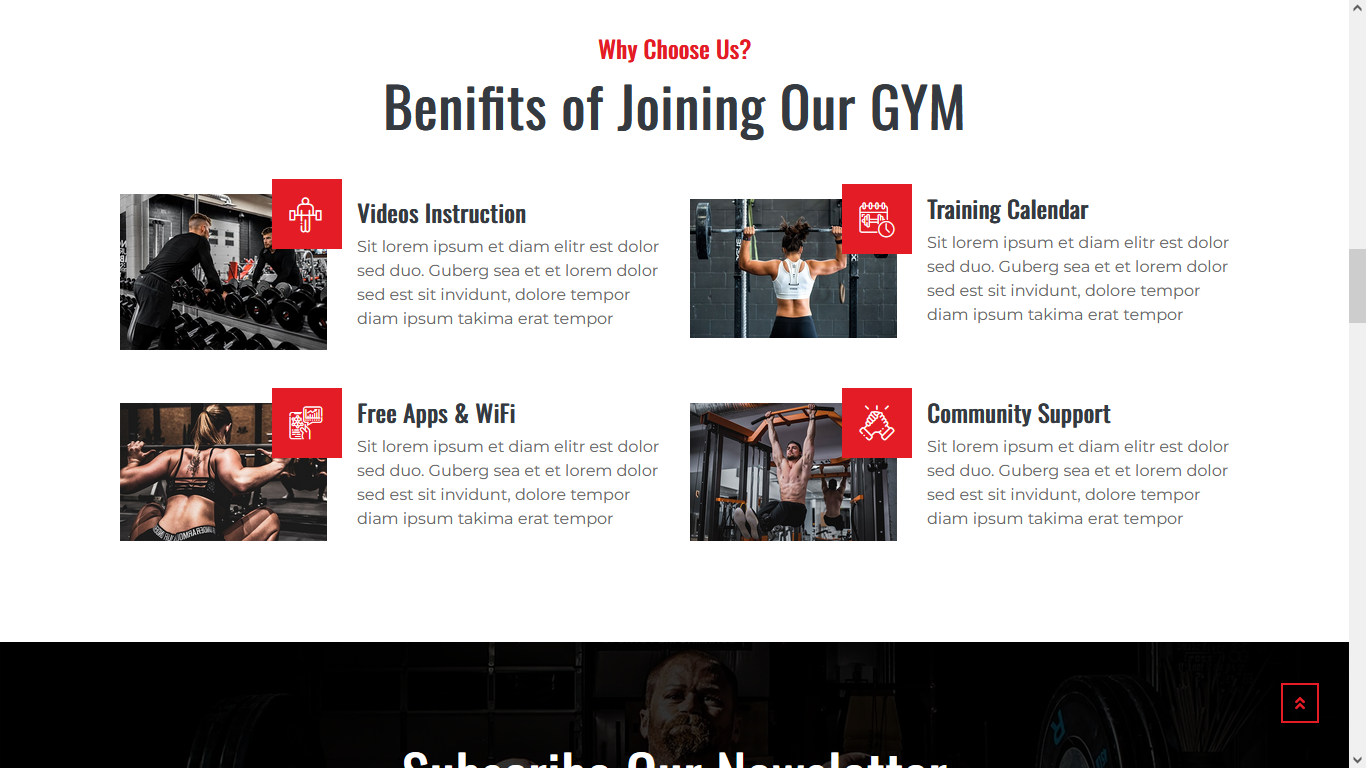 Why Choose Us?
Benifits of Joining Our GYM
Videos Instruction
Sit lorem ipsum et diam elitr est dolor
sed duo. Guberg sea et et lorem dolor
sed est sit invidunt, dolore tempor
diam ipsum takima erat tempor
Training Calendar
Sit lorem ipsum et diam elitr est dolor
sed duo. Guberg sea et et lorem dolor
sed est sit invidunt, dolore tempor
diam ipsum takima erat tempor
Free Apps & WiFi
Sit lorem ipsum et diam elitr est dolor
sed duo. Guberg sea et et lorem dolor
sed est sit invidunt, dolore tempor
diam ipsum takima erat tempor
Community Support
Sit lorem ipsum et diam elitr est dolor
sed duo. Guberg sea et et lorem dolor
sed est sit invidunt, dolore tempor
diam ipsum takima erat tempor
Subscribe Our Newsletter